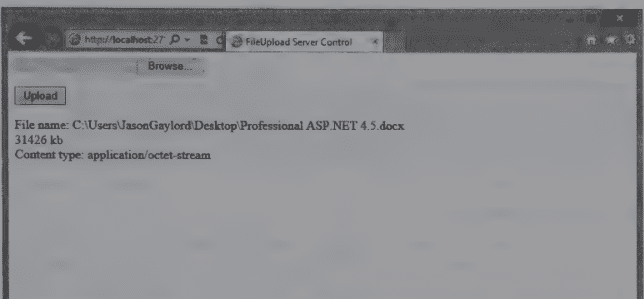 http://localhost:27
FileUpload Server Control
Browse...
Upload
File name: C:\Users\JasonGaylord\Desktop\Professional ASP.NET 4.5.docx
31426 kb
Content type: application/octet-stream